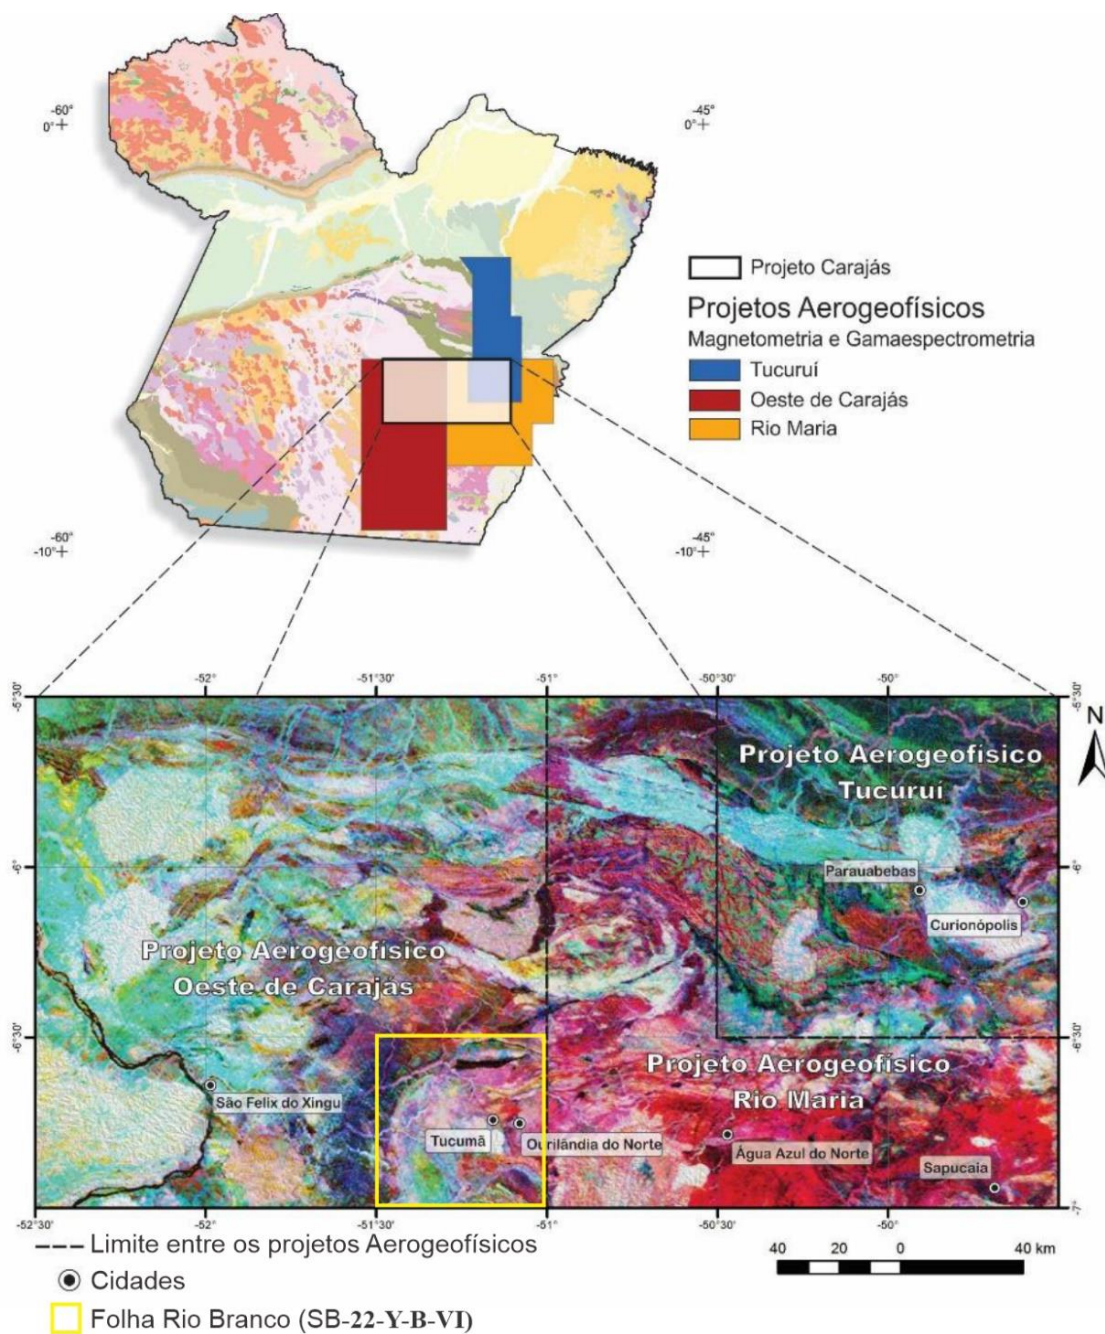 -60°
0°
-45°
0°
Projeto Carajás
Projetos Aerogeofísicos
Magnetometria e Gamaespectrometria
Tucuruí
Oeste de Carajás
Rio Maria
-60°
-10°
-45°
-10°
-52°
-51°30'
-51°
-50°30'
-50°
-5°30'
-5°30'
N
Projeto Aerogeofísico
Tucuruí
-6°
-6°
Parauabebas
Curionópolis
Projeto Aerogeofísico
Oeste de Carajás
-6°30'
-6°30'
Projeto Aerogeofísico
Rio Maria
São Felix do Xingu
Tucumã
Ourilândia do Norte
Água Azul do Norte
Sapucaia
-7°
-52°30'
-52°
-51°30'
-51°
-50°30'
-50°
Limite entre os projetos Aerogeofísicos
40 20 0 40 km
Cidades
Folha Rio Branco (SB-22-Y-B-VI)